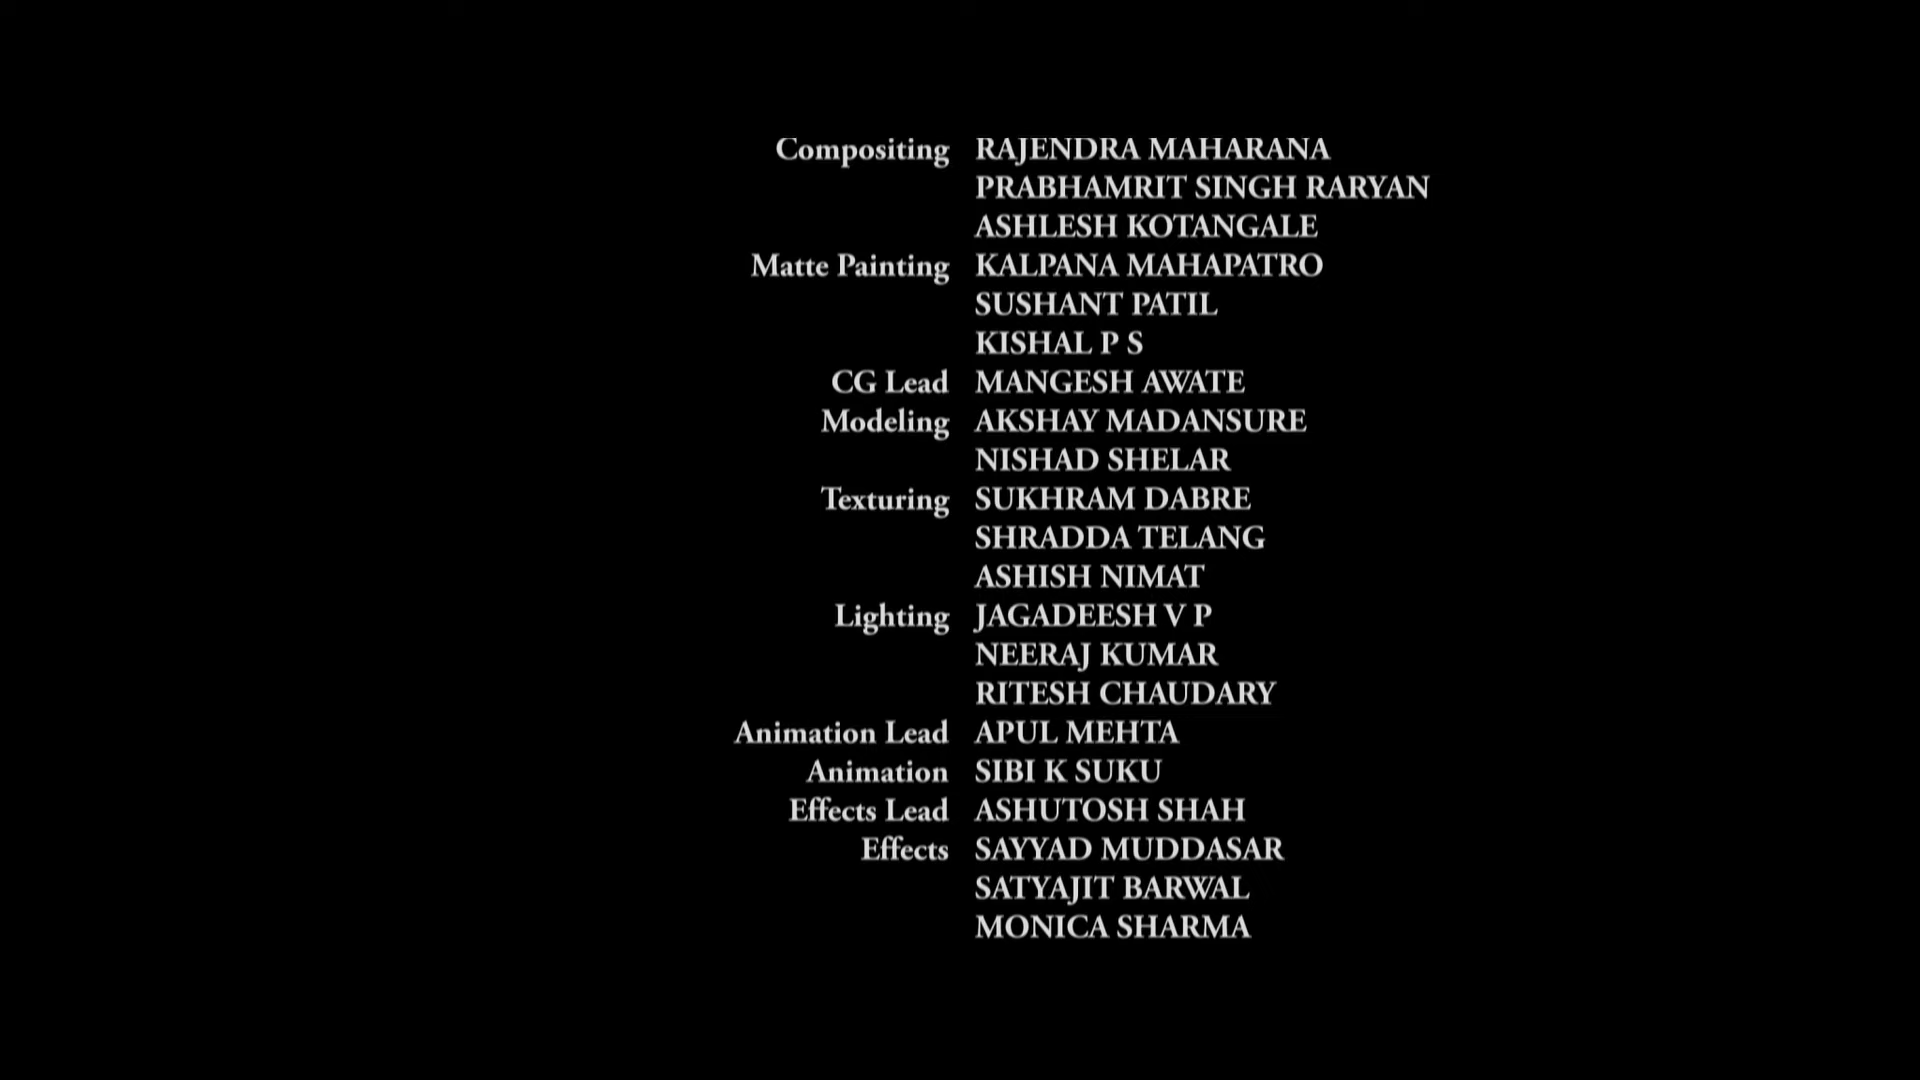 Compositing RAJENDRA MAHARANA
PRABHAMRIT SINGH RARYAN
ASHLESH KOTANGALE
Matte Painting KALPANA MAHAPATRO
SUSHANT PATIL
KISHAL P S
CG Lead MANGESH AWATE
Modeling AKSHAY MADANSURE
NISHAD SHELAR
Texturing SUKHRAM DABRE
SHRADDA TELANG
ASHISH NIMAT
Lighting JAGADEESH V P
NEERAJ KUMAR
RITESH CHAUDARY
Animation Lead APUL MEHTA
Animation SIBI K SUKU
Effects Lead ASHUTOSH SHAH
Effects SAYYAD MUDDASAR
SATYAJIT BARWAL
MONICA SHARMA